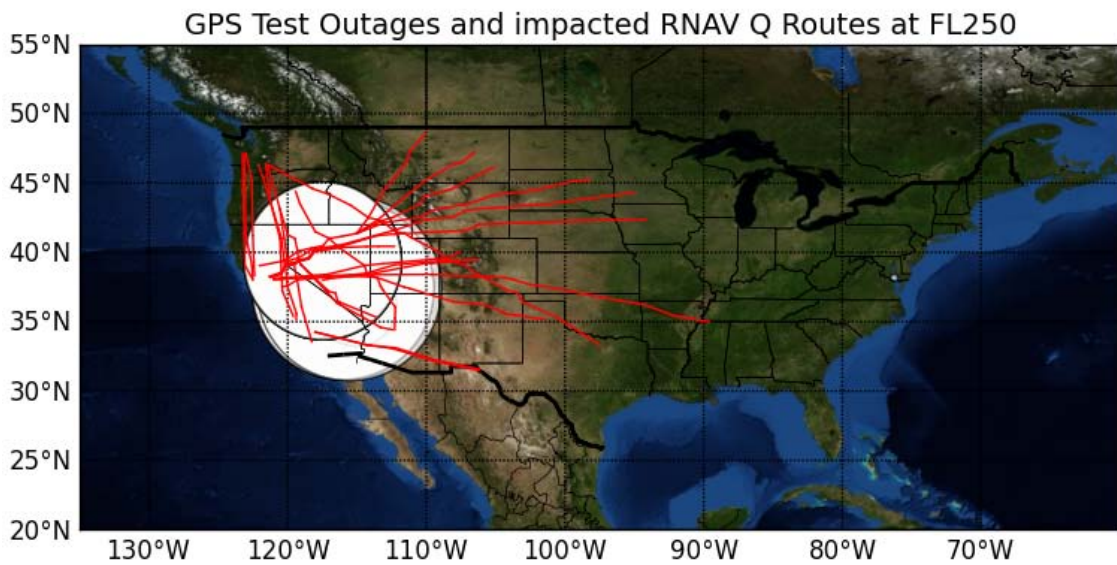 GPS Test Outages and impacted RNAV Q Routes at FL250
55°N
50°N
45°N
40°N
35°N
30°N
25°N
20°N
130°W 120°W 110°W 100°W 90°W 80°W 70°W